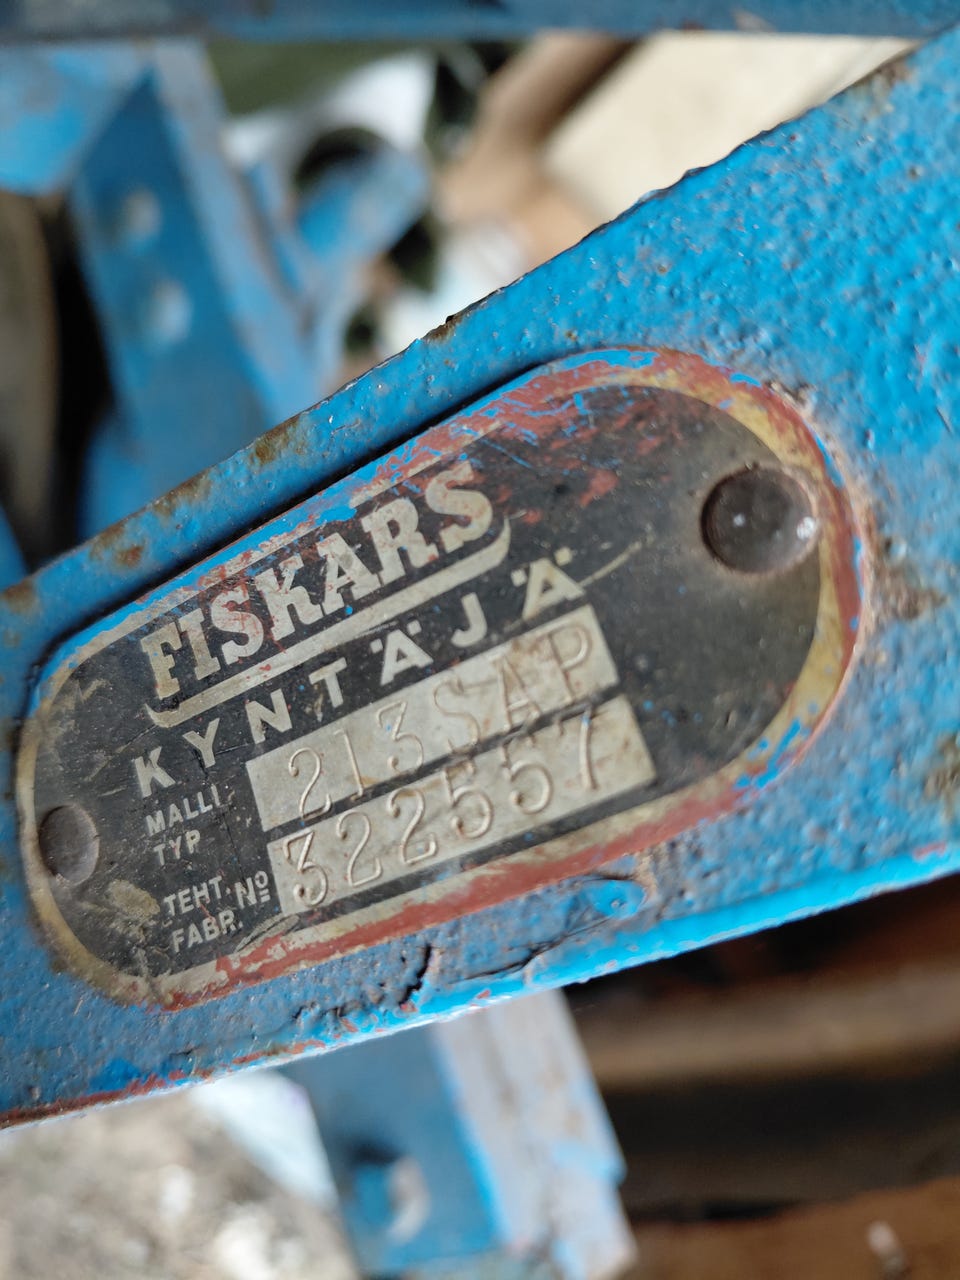 FISKARS
KYNTÄJÄ
MALLI
TYP
213SAP
TEHT.
FABR.
No
322557